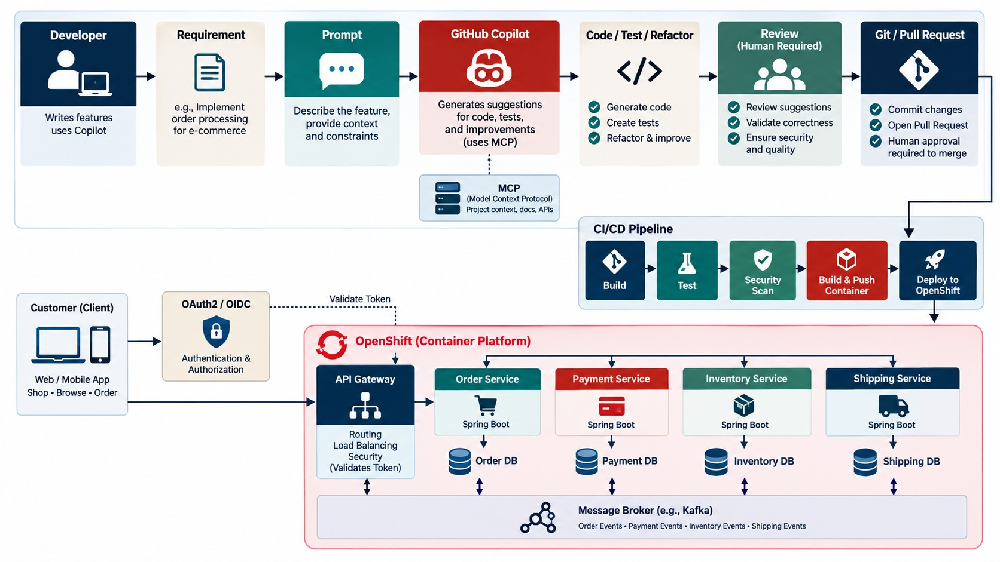 Developer
Writes features
uses Copilot
Requirement
e.g., Implement
order processing
for e-commerce
Prompt
Describe the feature,
provide context
and constraints
GitHub Copilot
Generates suggestions
for code, tests,
and improvements
(uses MCP)
MCP
(Model Context Protocol)
Project context, docs, APIs
Code / Test / Refactor
</>
Generate code
Create tests
Refactor & improve
Review
(Human Required)
Review suggestions
Validate correctness
Ensure security
and quality
Git / Pull Request
Commit changes
Open Pull Request
Human approval
required to merge
CI/CD Pipeline
Build
Test
Security
Scan
Build & Push
Container
Deploy to
OpenShift
Customer (Client)
Web / Mobile App
Shop • Browse • Order
OAuth2 / OIDC
Authentication &
Authorization
Validate Token
OpenShift (Container Platform)
API Gateway
Routing
Load Balancing
Security
(Validates Token)
Order Service
Spring Boot
Order DB
Payment Service
Spring Boot
Payment DB
Inventory Service
Spring Boot
Inventory DB
Shipping Service
Spring Boot
Shipping DB
Message Broker (e.g., Kafka)
Order Events • Payment Events • Inventory Events • Shipping Events